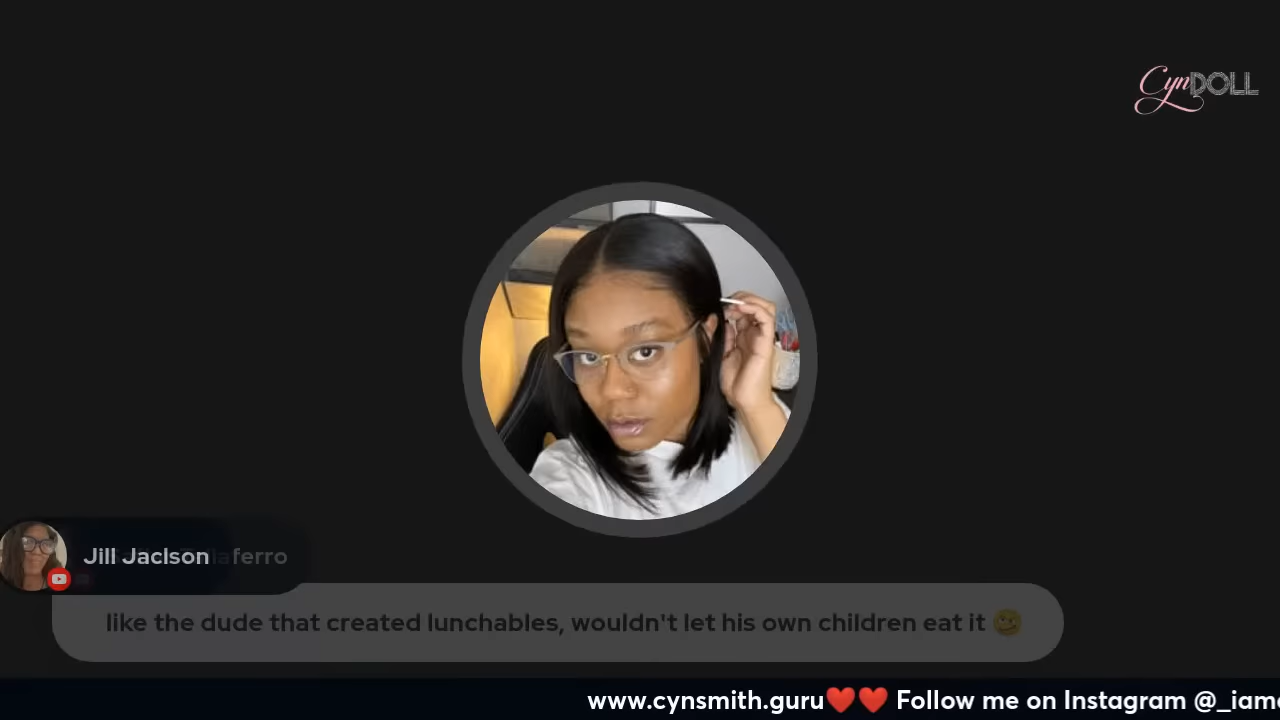 CynDOLL
Jill Jaclson
ferro
like the dude that created lunchables, wouldn't let his own children eat it 🥴
www.cynsmith.guru❤️❤️ Follow me on Instagram @_iam